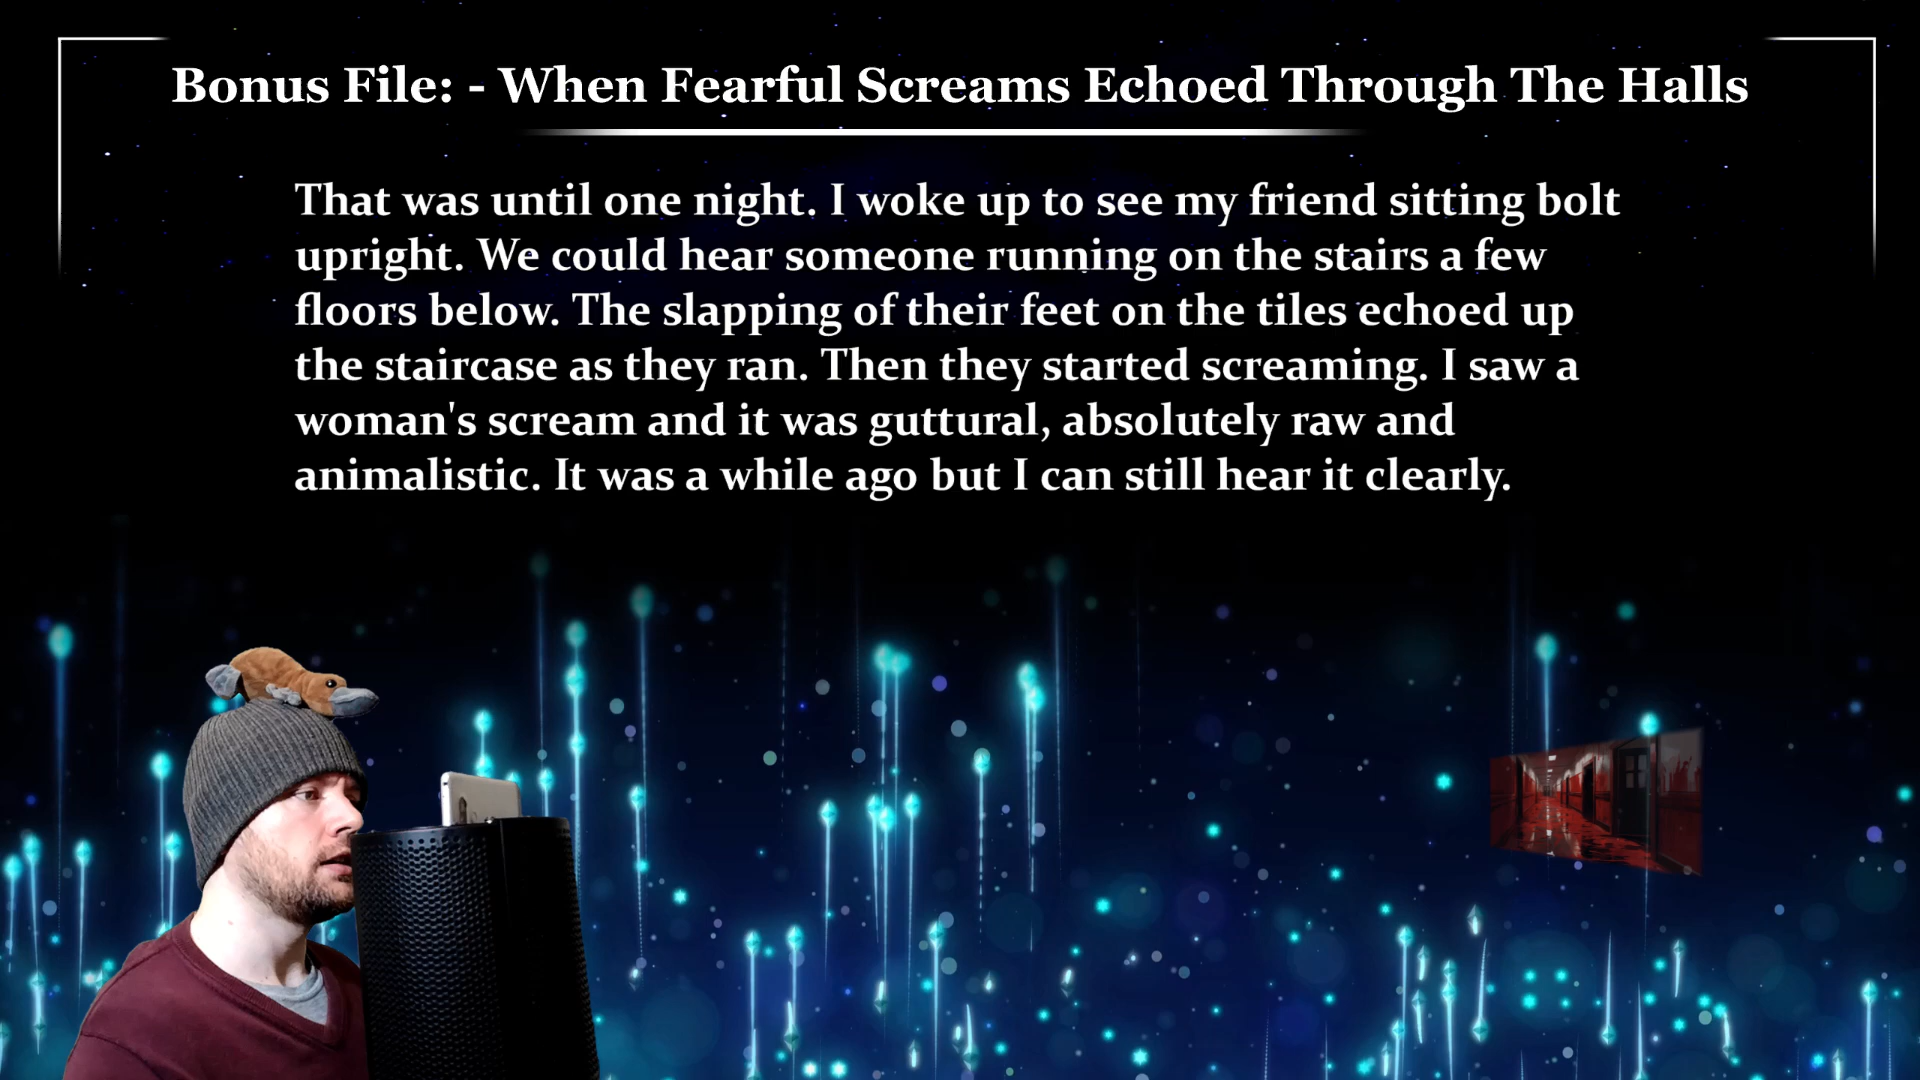 Bonus File: - When Fearful Screams Echoed Through The Halls
That was until one night. I woke up to see my friend sitting bolt
upright. We could hear someone running on the stairs a few
floors below. The slapping of their feet on the tiles echoed up
the staircase as they ran. Then they started screaming. I saw a
woman's scream and it was guttural, absolutely raw and
animalistic. It was a while ago but I can still hear it clearly.